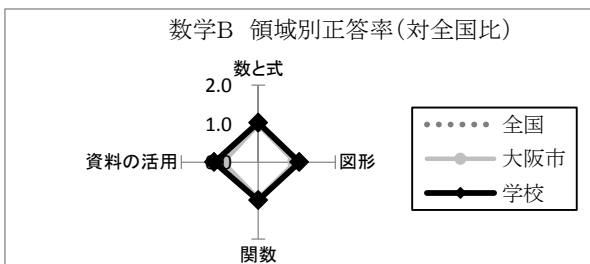 数学B 領域別正答率(対全国比)
数と式
2.0
1.0
0.0
資料の活用
図形
関数
全国
大阪市
学校